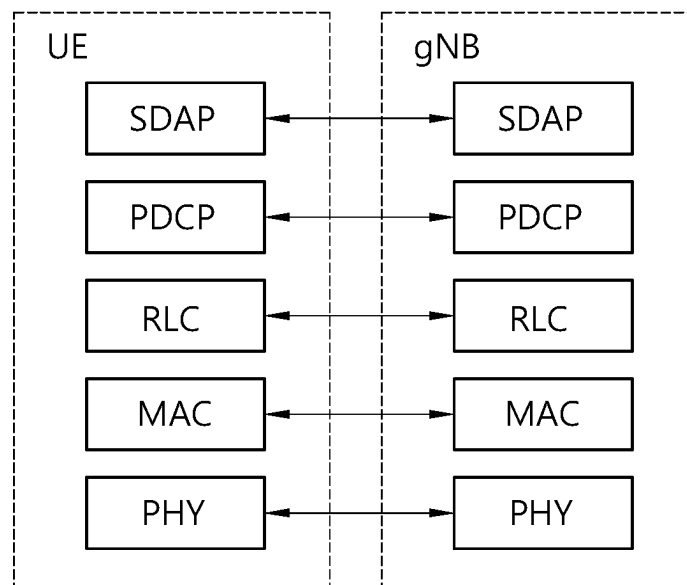 UE gNB
SDAP SDAP
PDCP PDCP
RLC RLC
MAC MAC
PHY PHY